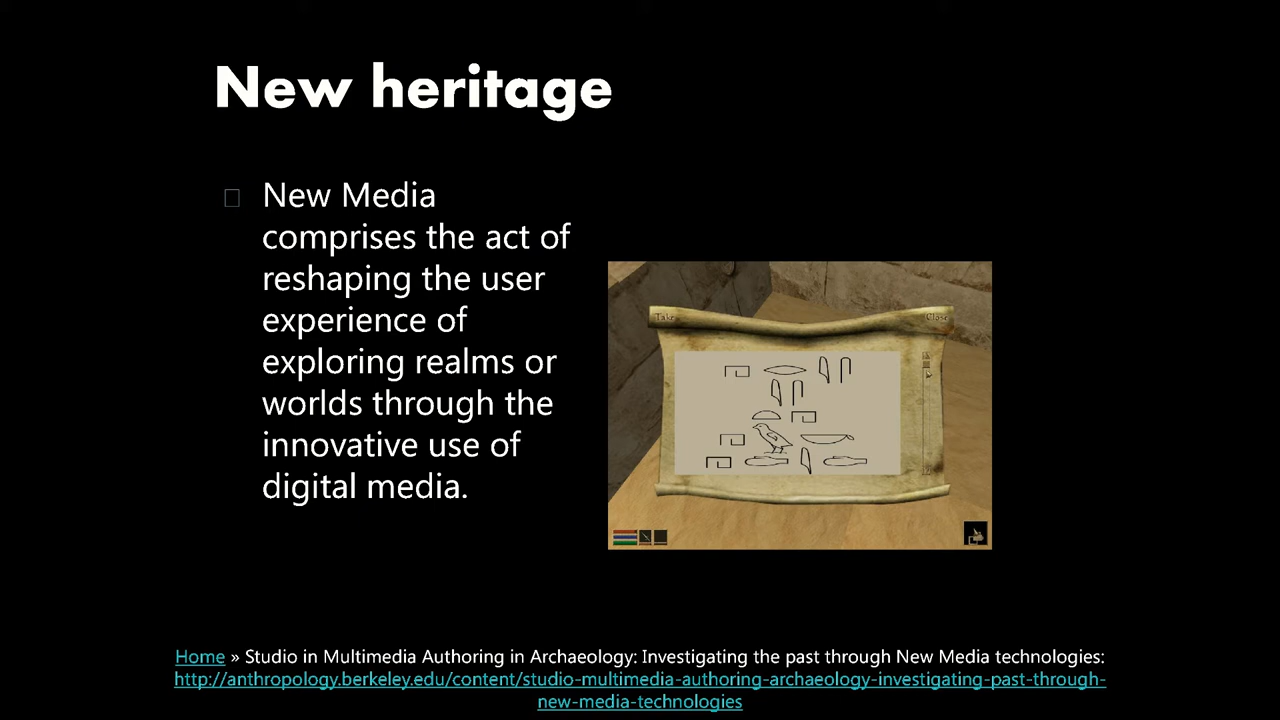 New heritage
New Media
comprises the act of
reshaping the user
experience of
exploring realms or
worlds through the
innovative use of
digital media.
Take
Close
Home » Studio in Multimedia Authoring in Archaeology: Investigating the past through New Media technologies:
http://anthropology.berkeley.edu/content/studio-multimedia-authoring-archaeology-investigating-past-through-
new-media-technologies